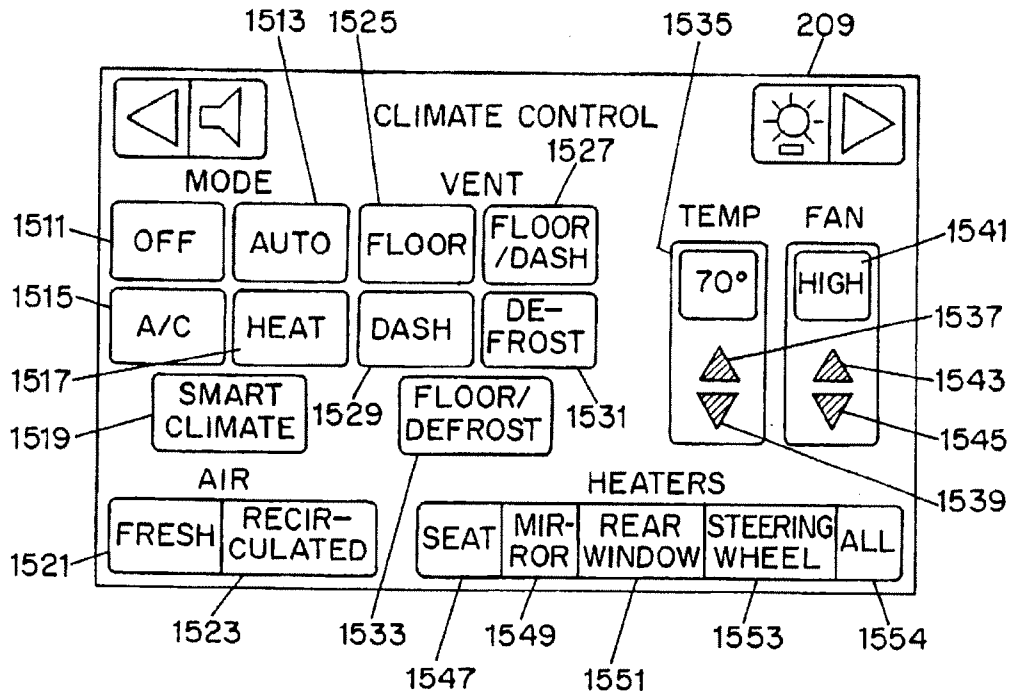 1513 1525 1535 209
CLIMATE CONTROL
1527
MODE VENT
1511 OFF AUTO FLOOR FLOOR
/DASH
TEMP FAN
70° HIGH 1541
1515 A/C HEAT DASH DE-
FROST
1537
1517 1529 1531 1543
1519 SMART
CLIMATE
FLOOR/
DEFROST
1545
1539
AIR HEATERS
FRESH RECIR-
CULATED
SEAT MIR-
ROR
REAR
WINDOW
STEERING
WHEEL
ALL
1521
1523 1533 1549 1553 1554
1547 1551